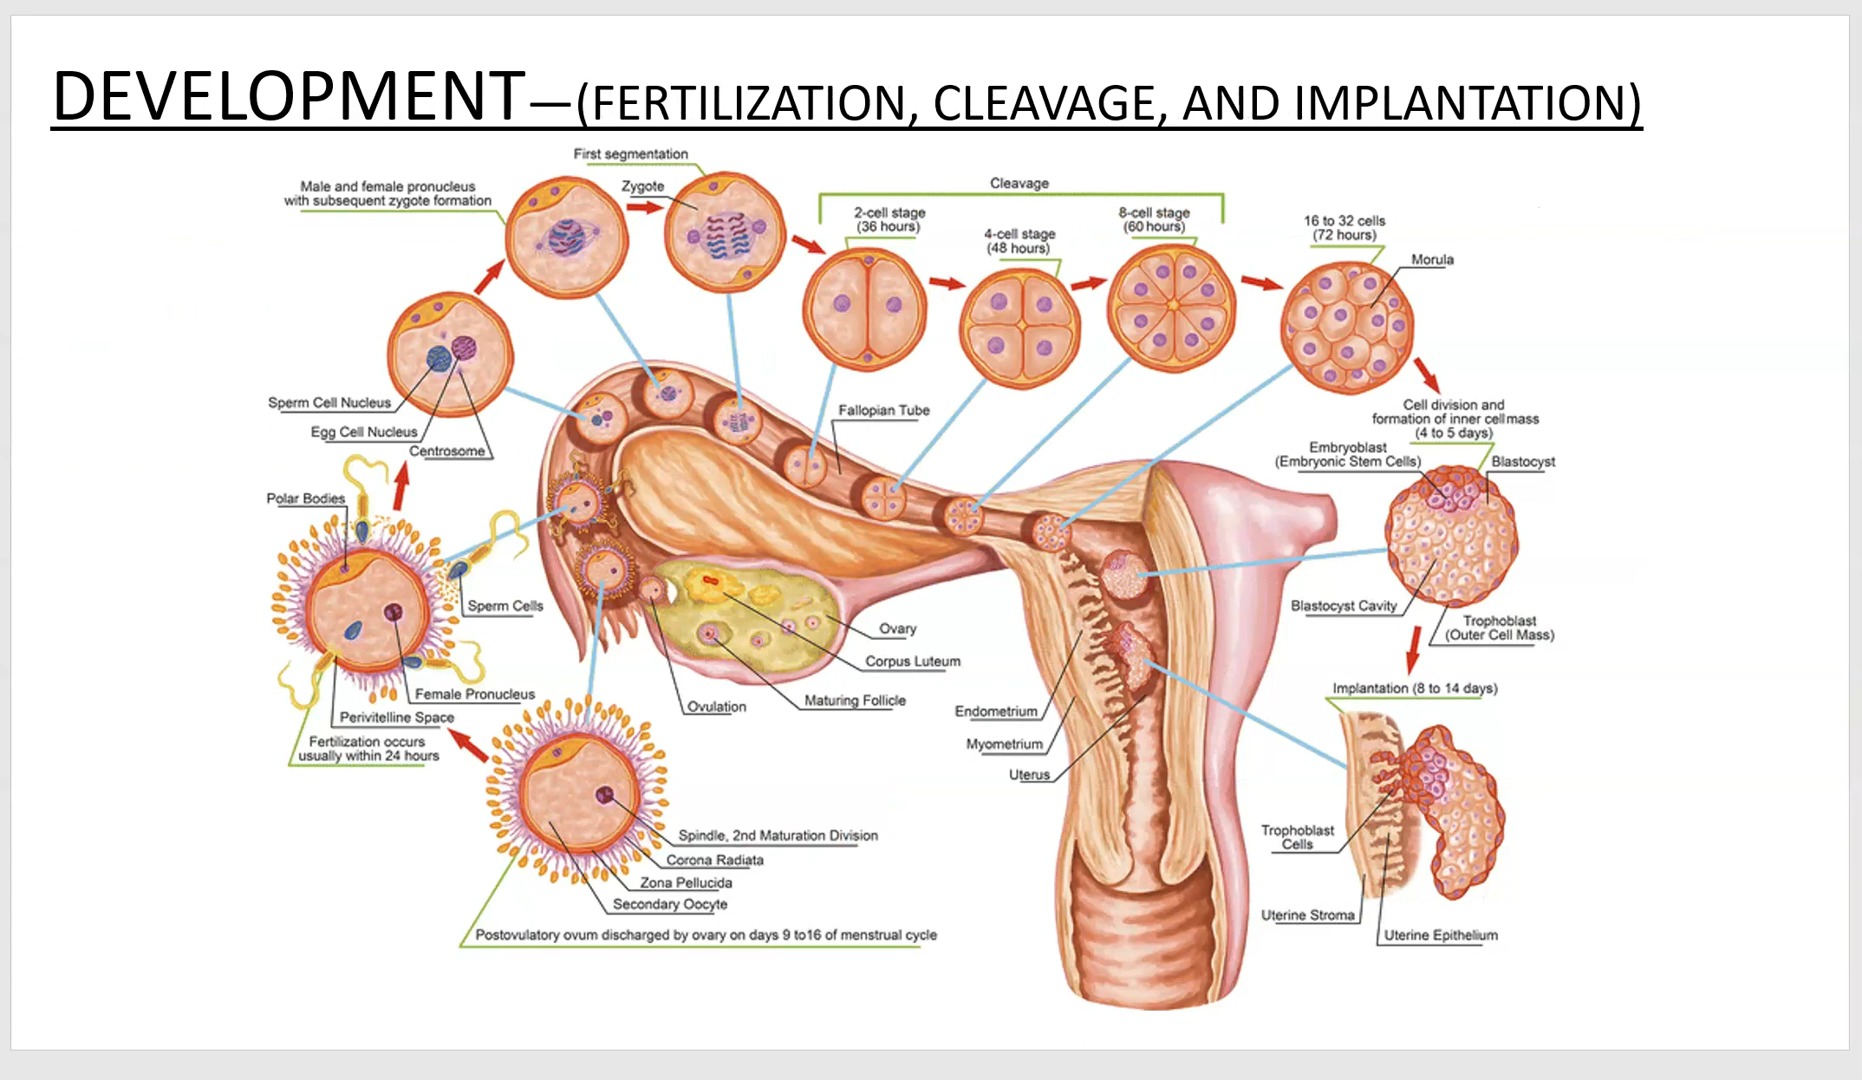 DEVELOPMENT—(FERTILIZATION, CLEAVAGE, AND IMPLANTATION)
First segmentation
Male and female pronucleus
with subsequent zygote formation
Zygote
Cleavage
2-cell stage
(36 hours)
4-cell stage
(48 hours)
8-cell stage
(60 hours)
16 to 32 cells
(72 hours)
Morula
Sperm Cell Nucleus
Egg Cell Nucleus
Centrosome
Fallopian Tube
Cell division and
formation of inner cell mass
(4 to 5 days)
Embryoblast
(Embryonic Stem Cells)
Blastocyst
Polar Bodies
Sperm Cells
Blastocyst Cavity
Trophoblast
(Outer Cell Mass)
Ovary
Corpus Luteum
Maturing Follicle
Ovulation
Female Pronucleus
Perivitelline Space
Fertilization occurs
usually within 24 hours
Endometrium
Myometrium
Uterus
Implantation (8 to 14 days)
Spindle, 2nd Maturation Division
Corona Radiata
Zona Pellucida
Secondary Oocyte
Postovulatory ovum discharged by ovary on days 9 to16 of menstrual cycle
Trophoblast
Cells
Uterine Stroma
Uterine Epithelium